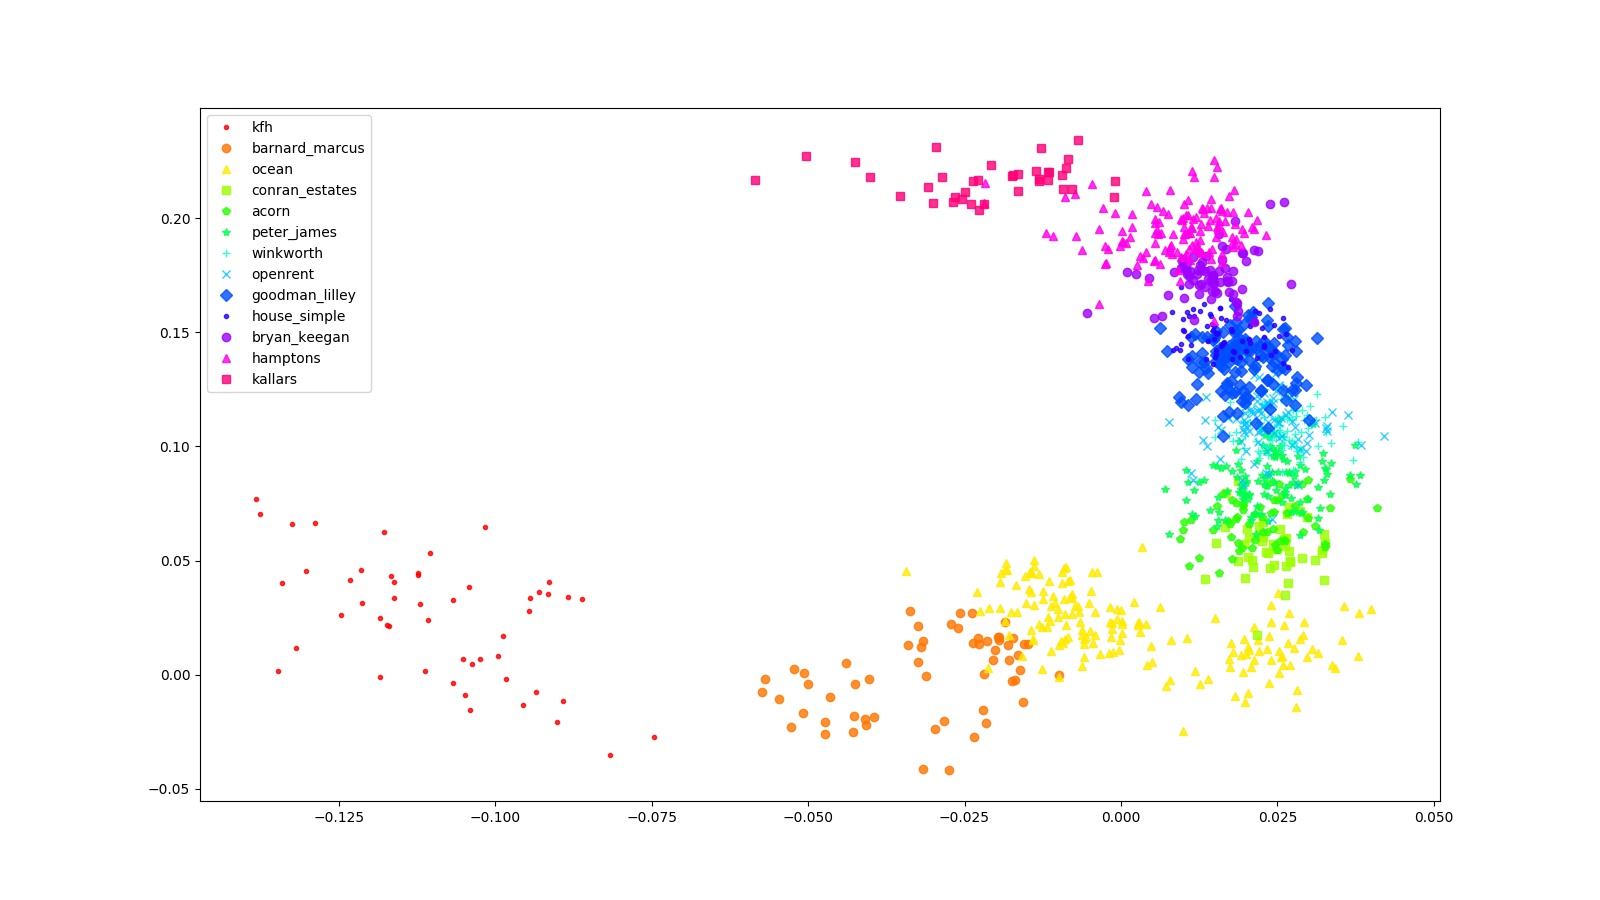 kfh
barnard_marcus
ocean
conran_estates
acorn
peter_james
winkworth
openrent
goodman_lilley
house_simple
bryan_keegan
hamptons
kallars
0.20
0.15
0.10
0.05
0.00
−0.05
−0.125 −0.100 −0.075 −0.050 −0.025 0.000 0.025 0.050